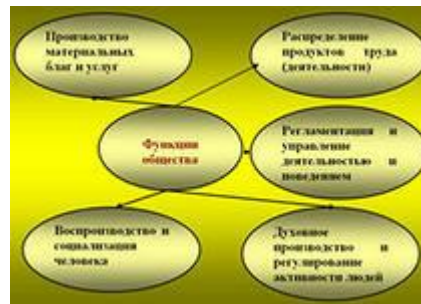 Производство
материальных
благ и услуг
Распределение
продуктов труда
(деятельности)
Функции
общества
Регламентация и
управление
деятельностью и
поведением
Воспроизводство и
социализация
человека
Духовное
производство и
регулирование
активности людей